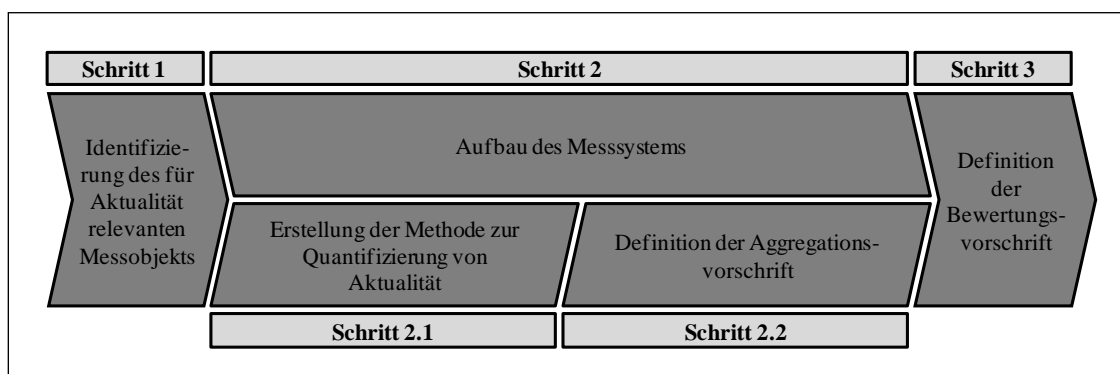 Schritt 1
Schritt 2
Schritt 3
Identifizie-
rung des für
Aktualität
relevanten
Messobjekts
Aufbau des Messsystems
Erstellung der Methode zur
Quantifizierung von
Aktualität
Definition der Aggregations-
vorschrift
Definition
der
Bewertungs-
vorschrift
Schritt 2.1
Schritt 2.2